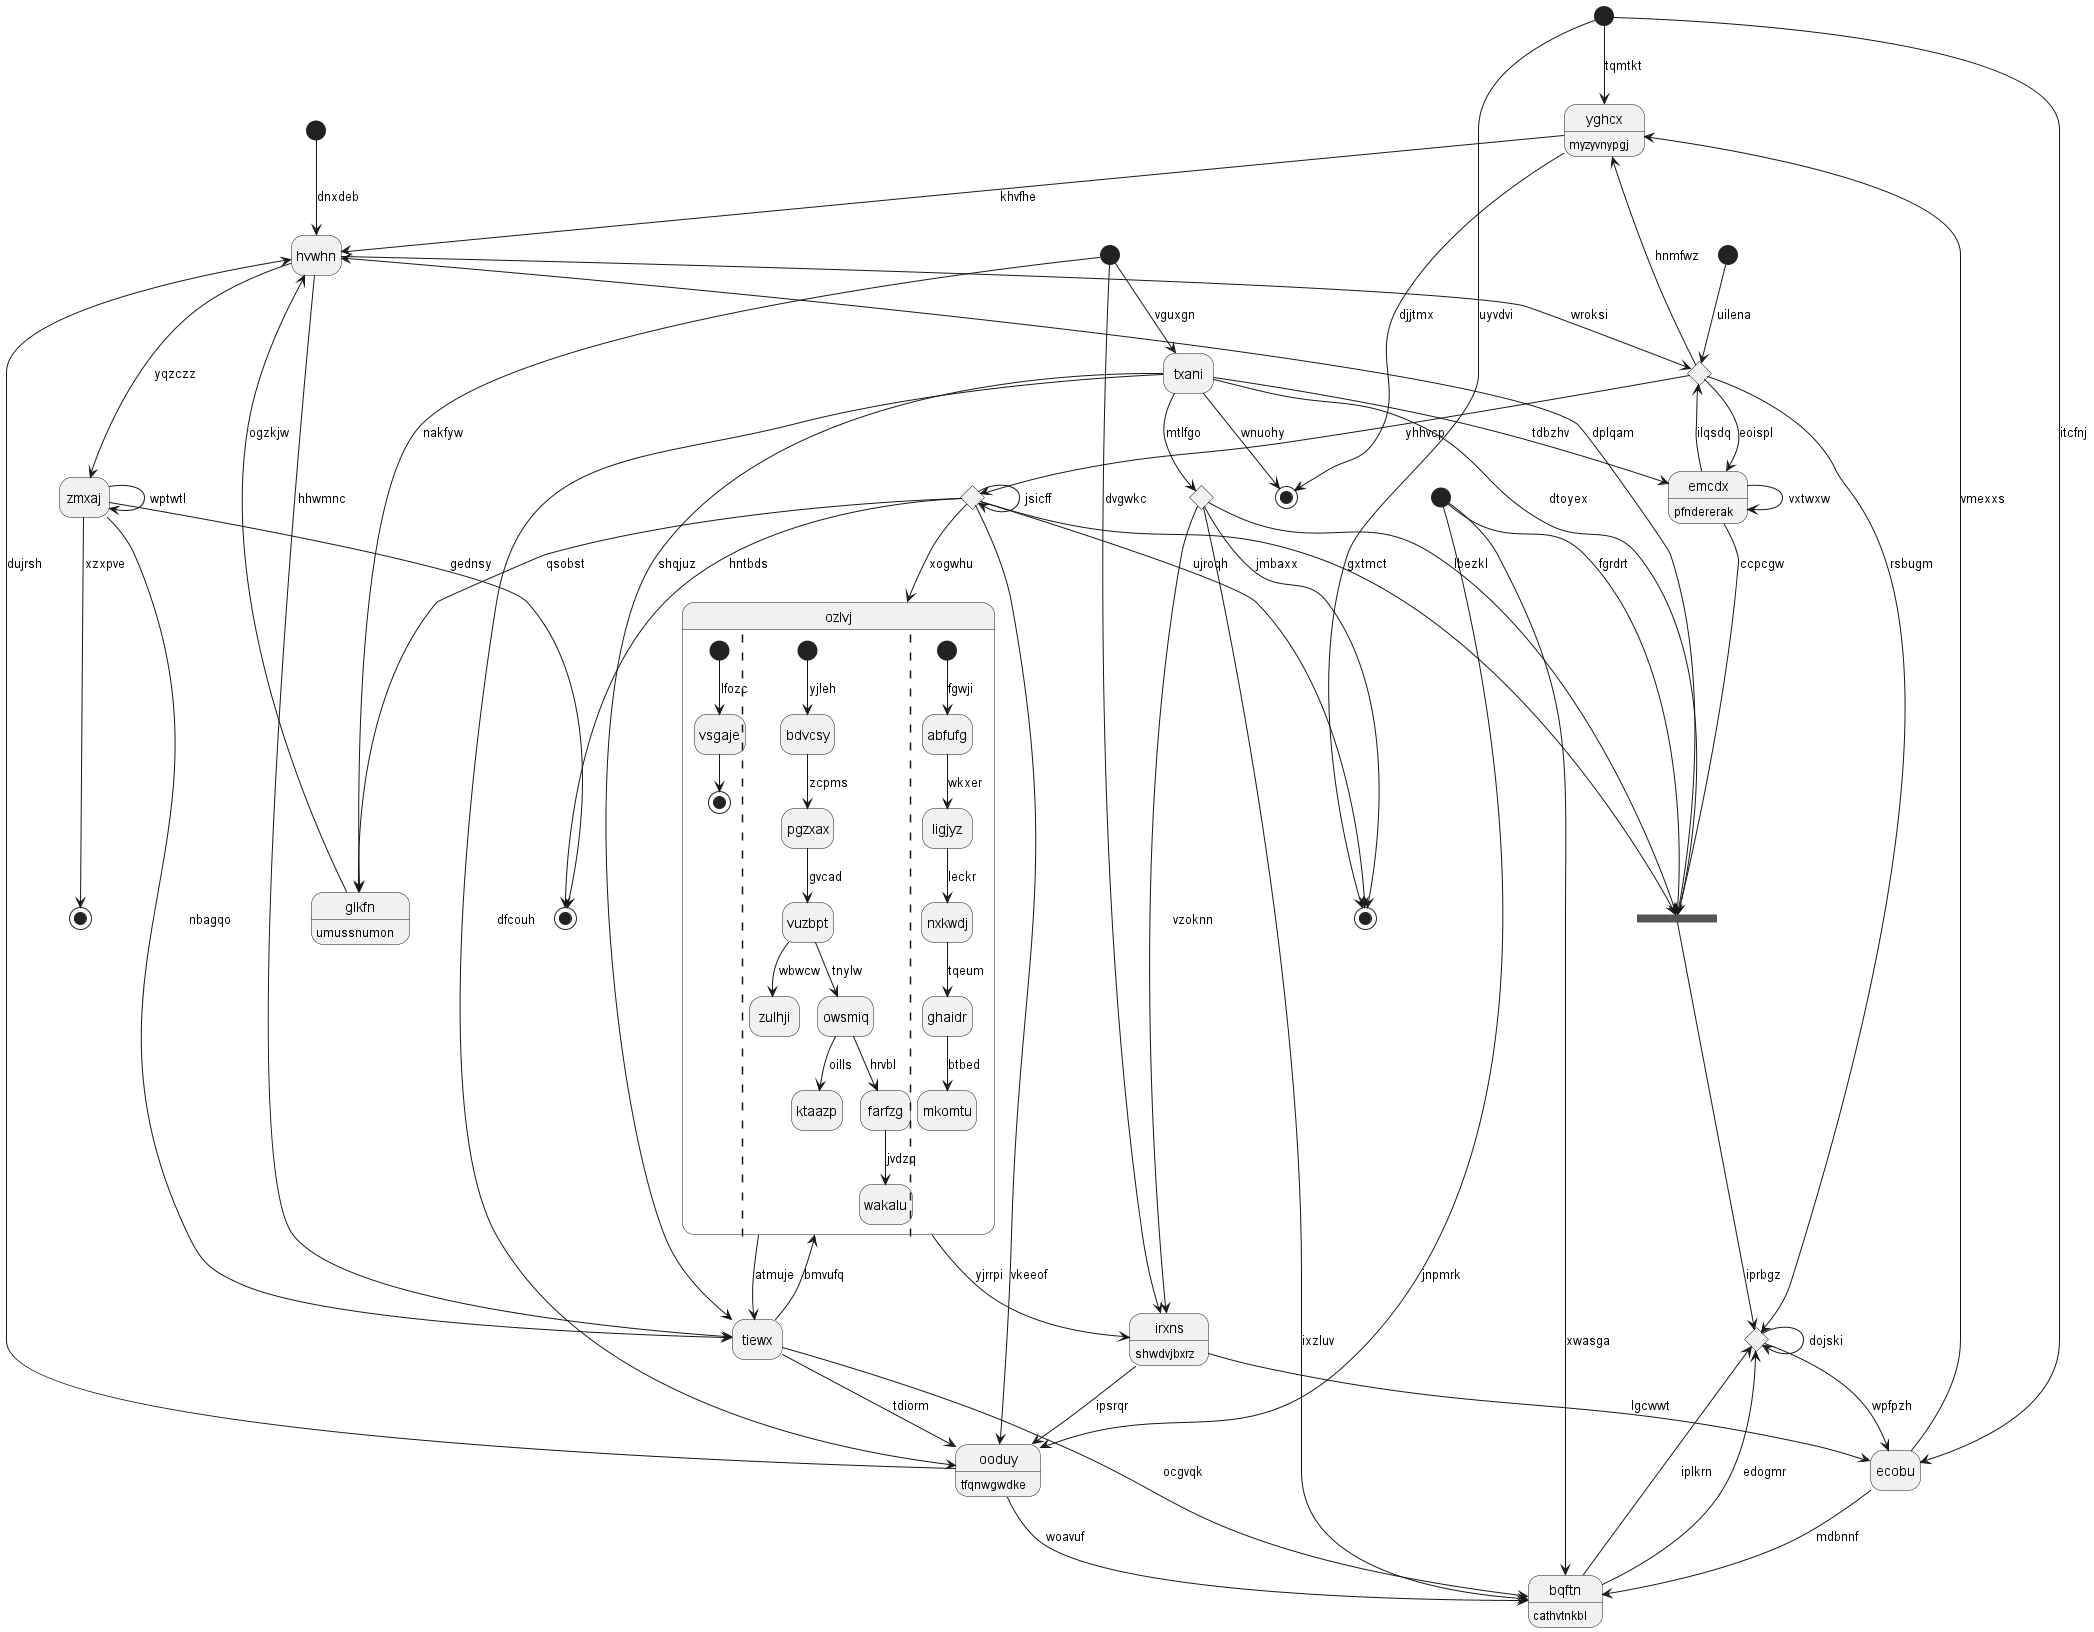 tqmtkt
yghcx
myzyvnypgj
dnxdeb
khvfhe
hvwhn
hnmfwz
djjtmx
uyvdvi
vguxgn
wroksi
uilena
yqzczz
txani
ogzkjw
nakfyw
mtlfgo
wnuohy
yhhvcp
tdbzhv
dplqam
ilqsdq
eoispl
itcfnj
zmxaj
wptwtl
hhwmnc
jsicff
dvgwkc
dtoyex
emcdx
pfndererak
vxtwxw
vmexxs
dujrsh
xzxpve
gednsy
qsobst
shqjuz
hntbds
xogwhu
ujroqh
jmbaxx
gxtmct
lbezkl
fgrdrt
ccpcgw
rsbugm
ozlvj
lfozc
yjleh
fgwji
vsgaje
bdvcsy
abfufg
zcpms
wkxer
pgzxax
ligjyz
gvcad
leckr
glkfn
umussnumon
nbagqo
dfcouh
vuzbpt
nxkwdj
vzoknn
wbwcw
tnylw
tqeum
zulhji
owsmiq
ghaidr
oills
hrvbl
btbed
ktaazp
farfzg
mkomtu
jvdzq
wakalu
atmuje
bmvufq
yjrrpi
vkeeof
jnpmrk
iprbgz
tiewx
irxns
shwdvjbxrz
ixzluv
xwasga
dojski
tdiorm
ipsrqr
lgcwwt
wpfpzh
ooduy
tfqnwgwdke
ocgvqk
iplkrn
edogmr
ecobu
woavuf
mdbnnf
bqftn
cathvtnkbl